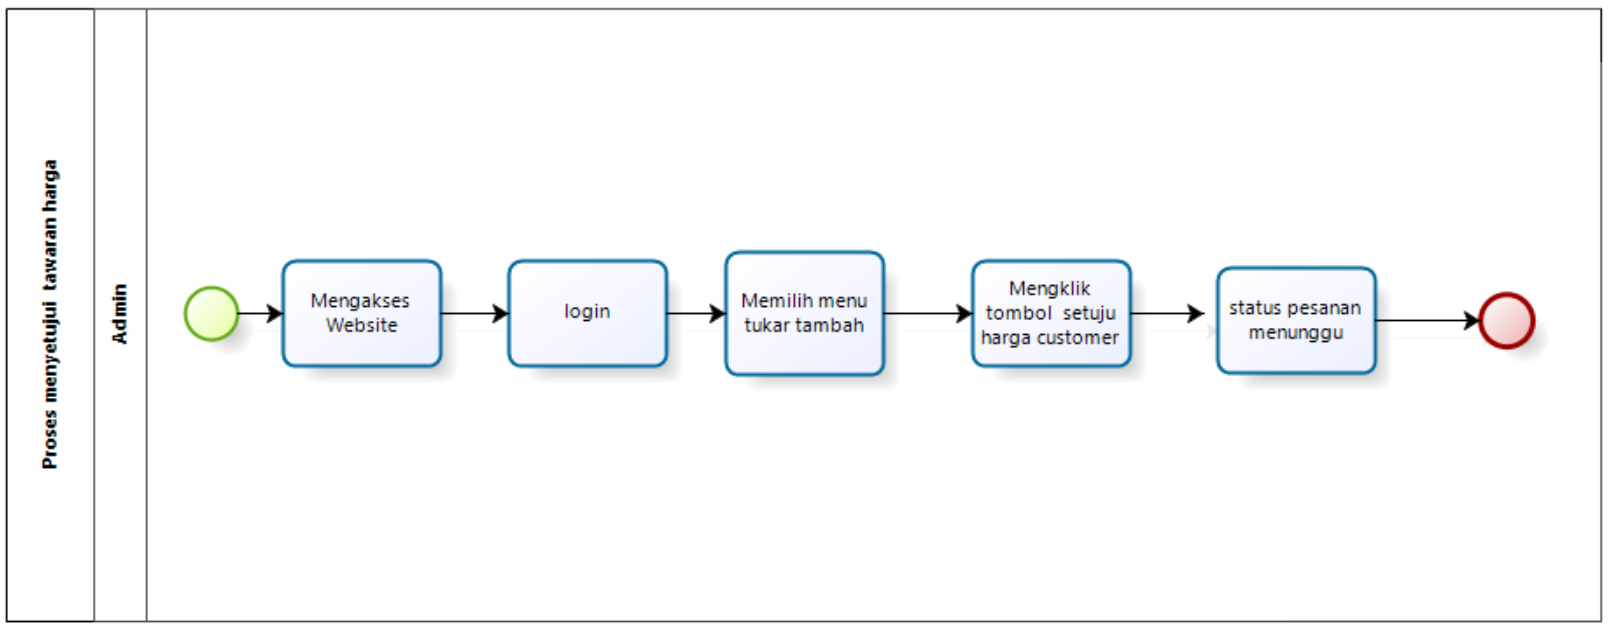 Proses menyetujui tawaran harga
Admin
Mengakses
Website
login
Memilih menu
tukar tambah
Mengklik
tombol setuju
harga customer
status pesanan
menunggu